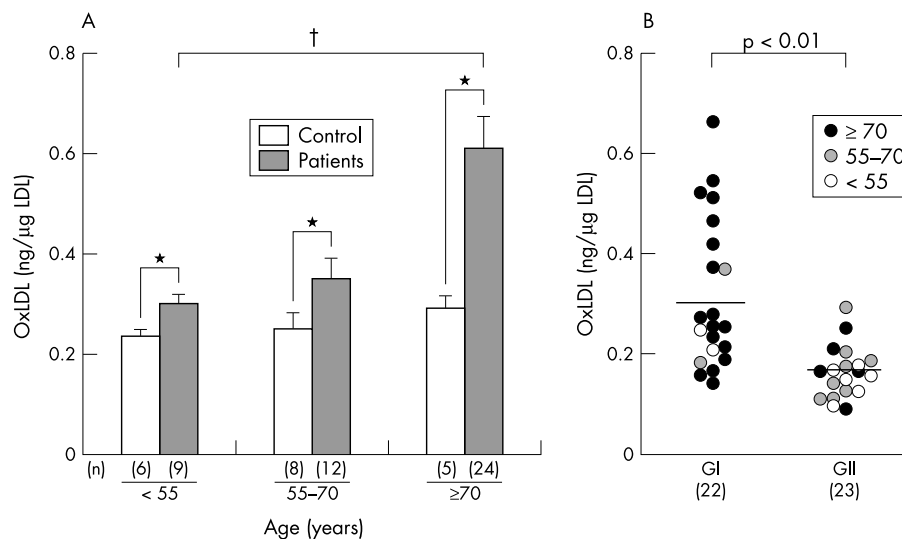 A
OxLDL (ng/µg LDL)
0.8
0.6
0.4
0.2
0
†
Control
Patients
★
★
★
(n) (6) (9) (8) (12) (5) (24)
< 55 55–70 ≥70
Age (years)
B
OxLDL (ng/µg LDL)
0.8
0.6
0.4
0.2
0
p < 0.01
≥ 70
55–70
< 55
GI GII
(22) (23)